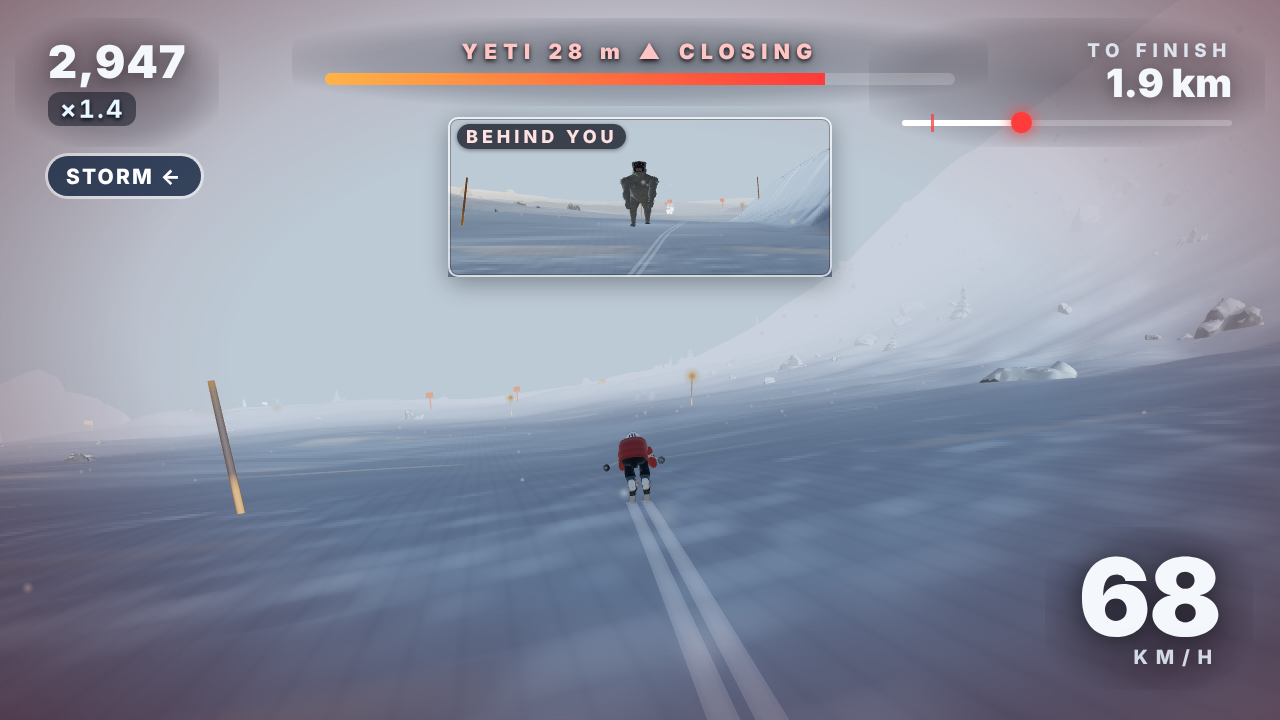 2,947
×1.4
STORM ←
YETI 28 m ▲ CLOSING
BEHIND YOU
TO FINISH
1.9 km
68
KM/H